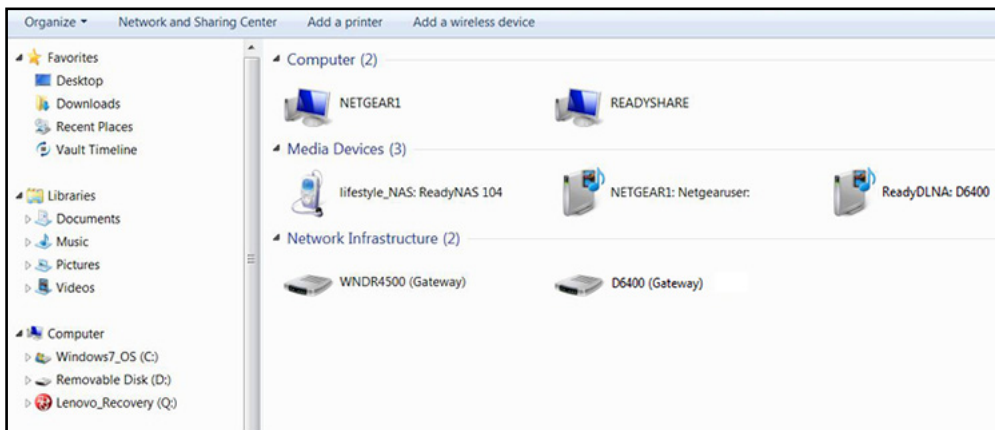 Organize Network and Sharing Center Add a printer Add a wireless device
Favorites
Desktop
Downloads
Recent Places
Vault Timeline
Libraries
Documents
Music
Pictures
Videos
Computer
Windows7_OS (C:)
Removable Disk (D:)
Lenovo_Recovery (Q:)
Computer (2)
NETGEAR1 READYSHARE
Media Devices (3)
lifestyle_NAS: ReadyNAS 104 NETGEAR1: Netgearuser: ReadyDLNA: D6400
Network Infrastructure (2)
WNDR4500 (Gateway) D6400 (Gateway)